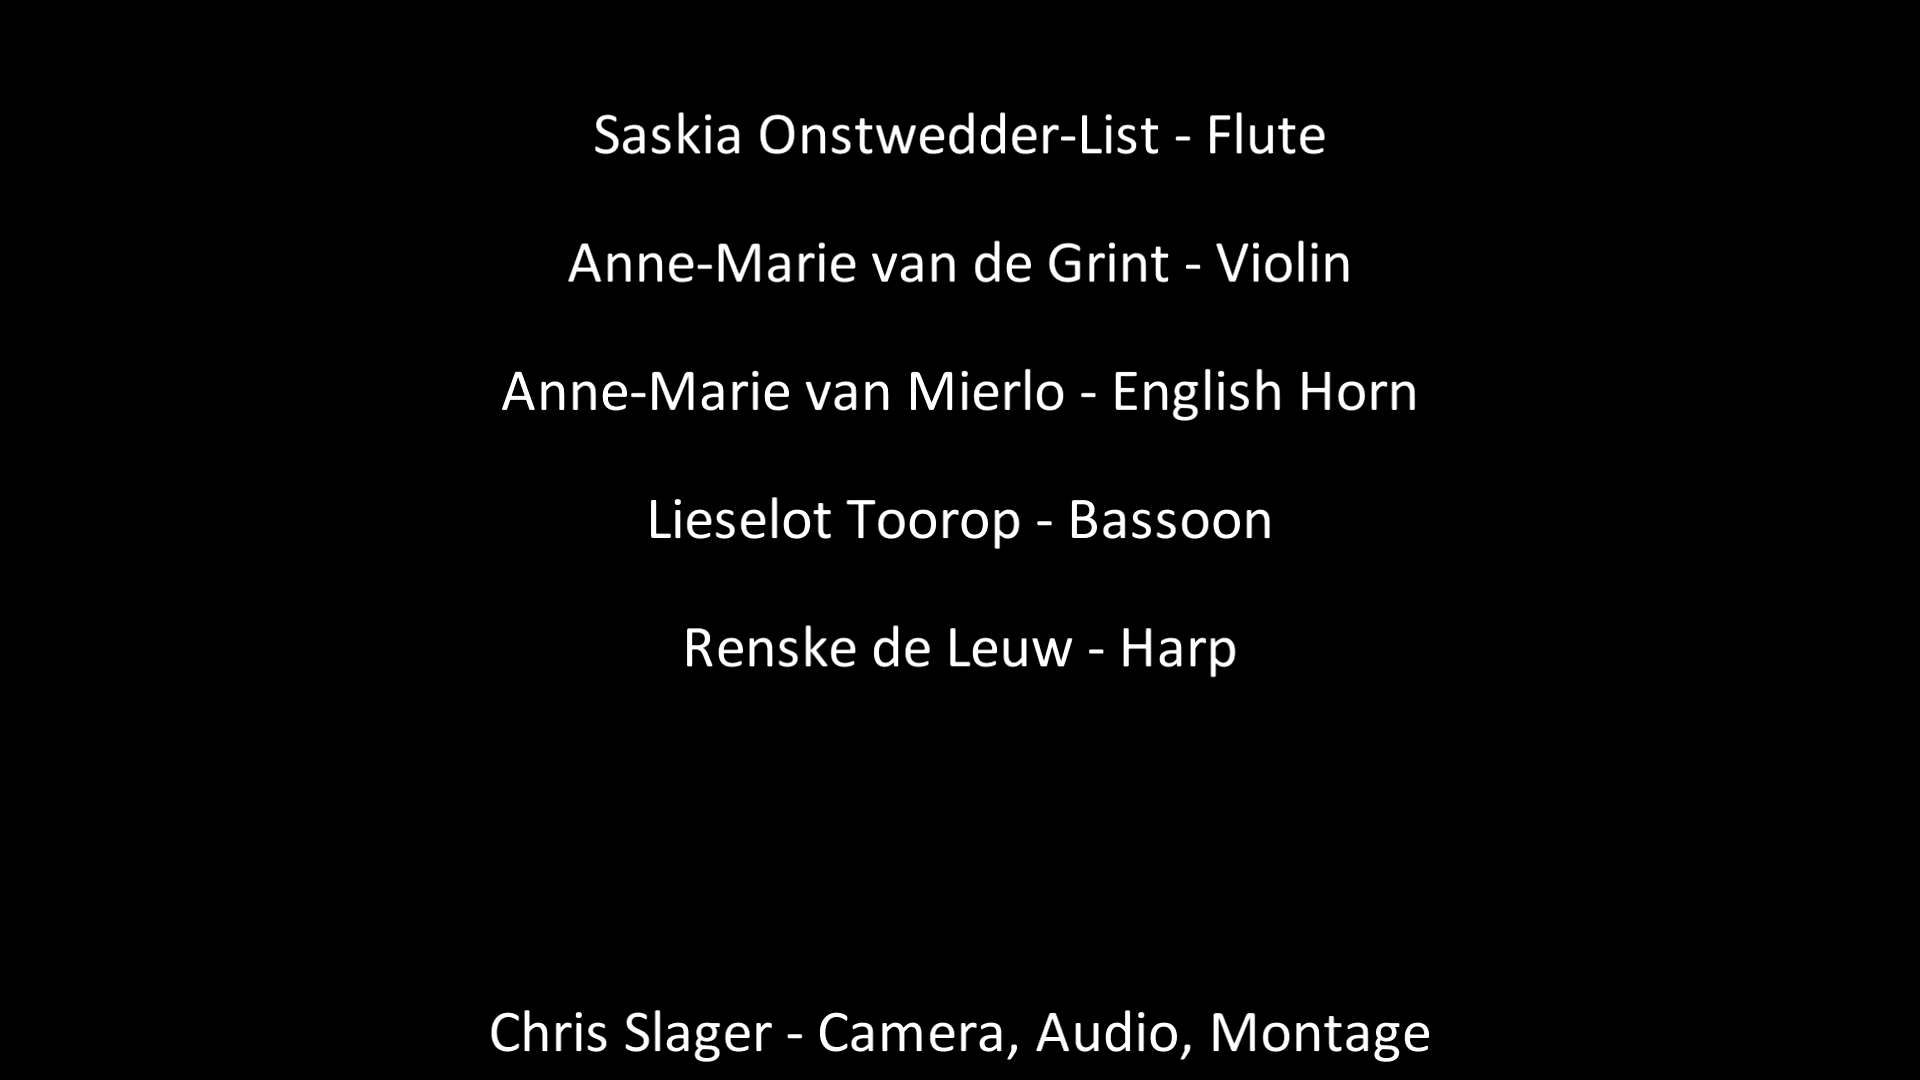 Saskia Onstwedder-List - Flute
Anne-Marie van de Grint - Violin
Anne-Marie van Mierlo - English Horn
Lieselot Toorop - Bassoon
Renske de Leuw - Harp
Chris Slager - Camera, Audio, Montage